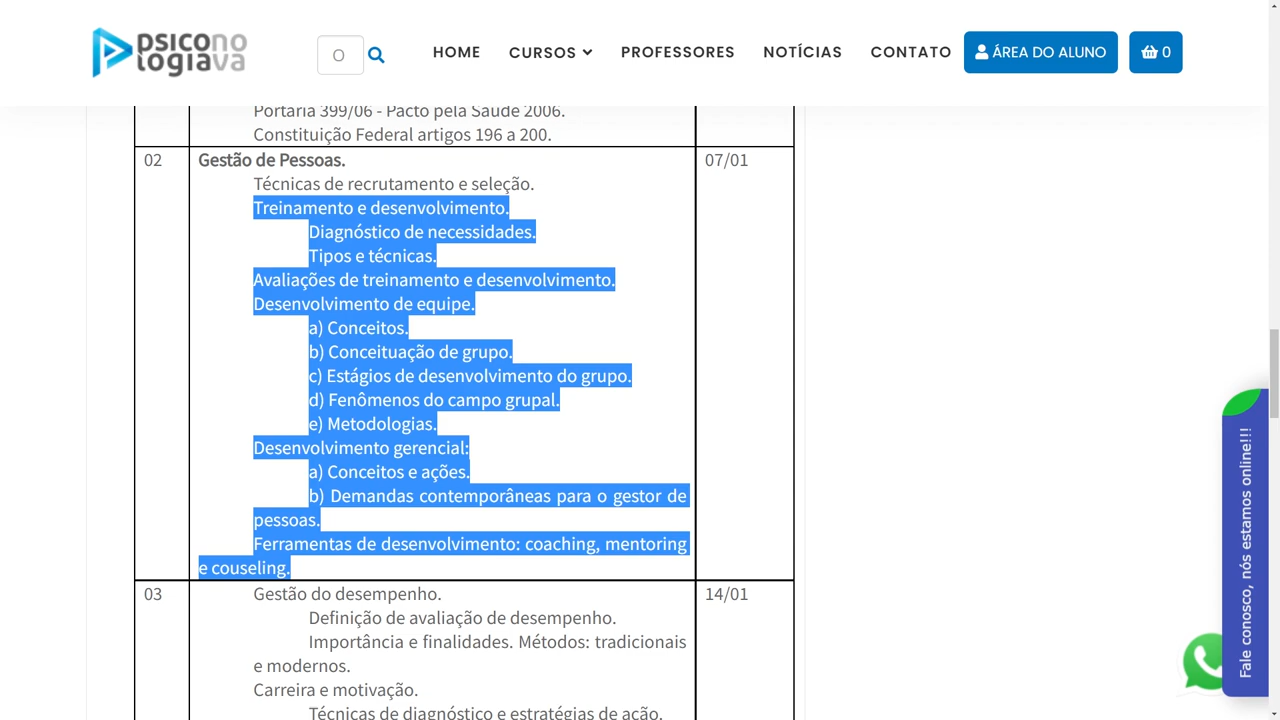 psicono
logiava
O
HOME
CURSOS
PROFESSORES
NOTÍCIAS
CONTATO
ÁREA DO ALUNO
0
Portaria 399/06 - Pacto pela Saúde 2006.
Constituição Federal artigos 196 a 200.
02
Gestão de Pessoas.
07/01
Técnicas de recrutamento e seleção.
Treinamento e desenvolvimento.
Diagnóstico de necessidades.
Tipos e técnicas.
Avaliações de treinamento e desenvolvimento.
Desenvolvimento de equipe.
a) Conceitos.
b) Conceituação de grupo.
c) Estágios de desenvolvimento do grupo.
d) Fenômenos do campo grupal.
e) Metodologias.
Desenvolvimento gerencial:
a) Conceitos e ações.
b) Demandas contemporâneas para o gestor de
pessoas.
Ferramentas de desenvolvimento: coaching, mentoring
e couseling.
03
Gestão do desempenho.
14/01
Definição de avaliação de desempenho.
Importância e finalidades. Métodos: tradicionais
e modernos.
Carreira e motivação.
Técnicas de diagnóstico e estratégias de ação.
Fale conosco, nós estamos online!!!